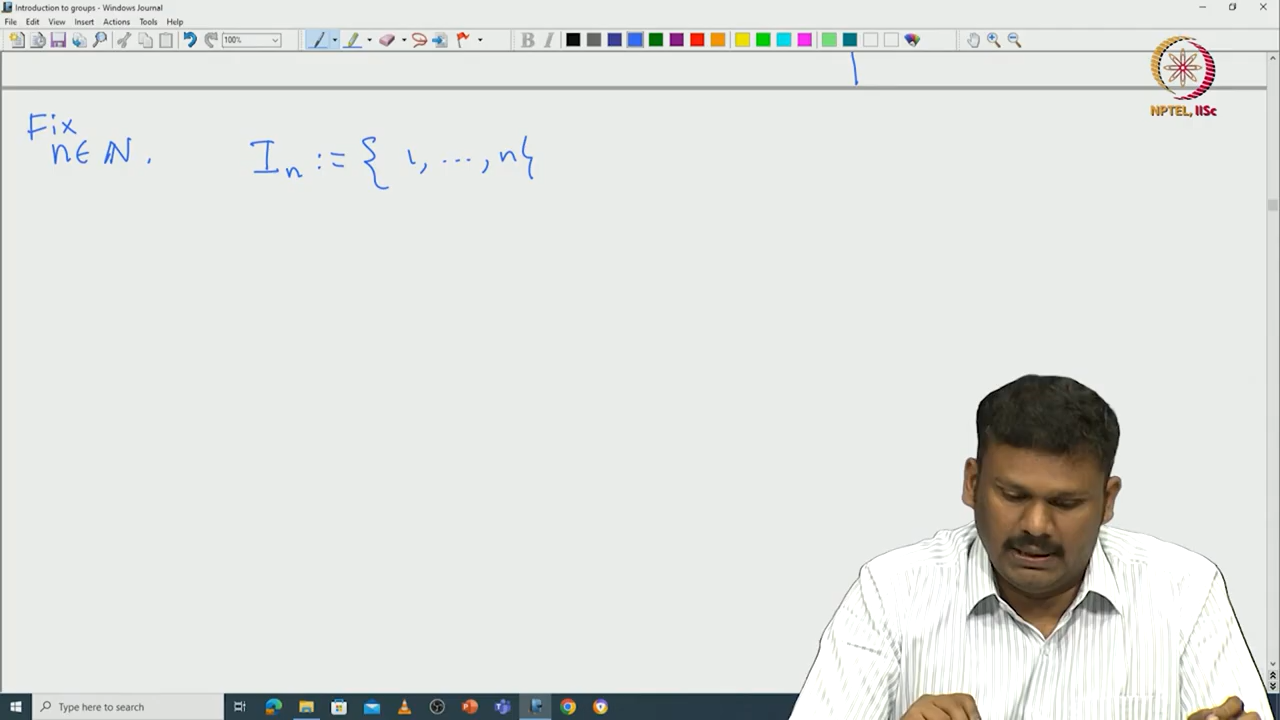 Introduction to groups - Windows Journal
File Edit View Insert Actions Tools Help
100%
B I
NPTEL, IISc
Fix
n ∈ ℕ .
Iₙ := { 1, ..., n }
Type here to search